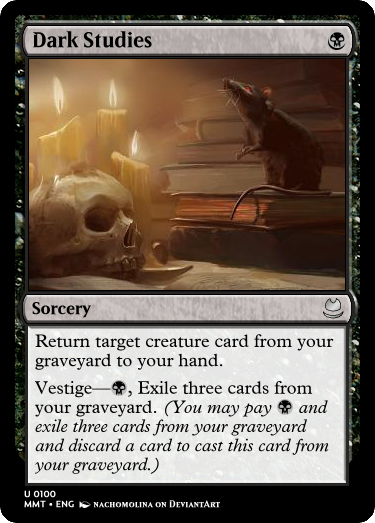 Dark Studies
Sorcery
Return target creature card from your
graveyard to your hand.
Vestige—, Exile three cards from
your graveyard. (You may pay and
exile three cards from your graveyard
and discard a card to cast this card from
your graveyard.)
U 0100
MMT • ENG NACHOMOLINA ON DEVIANTART